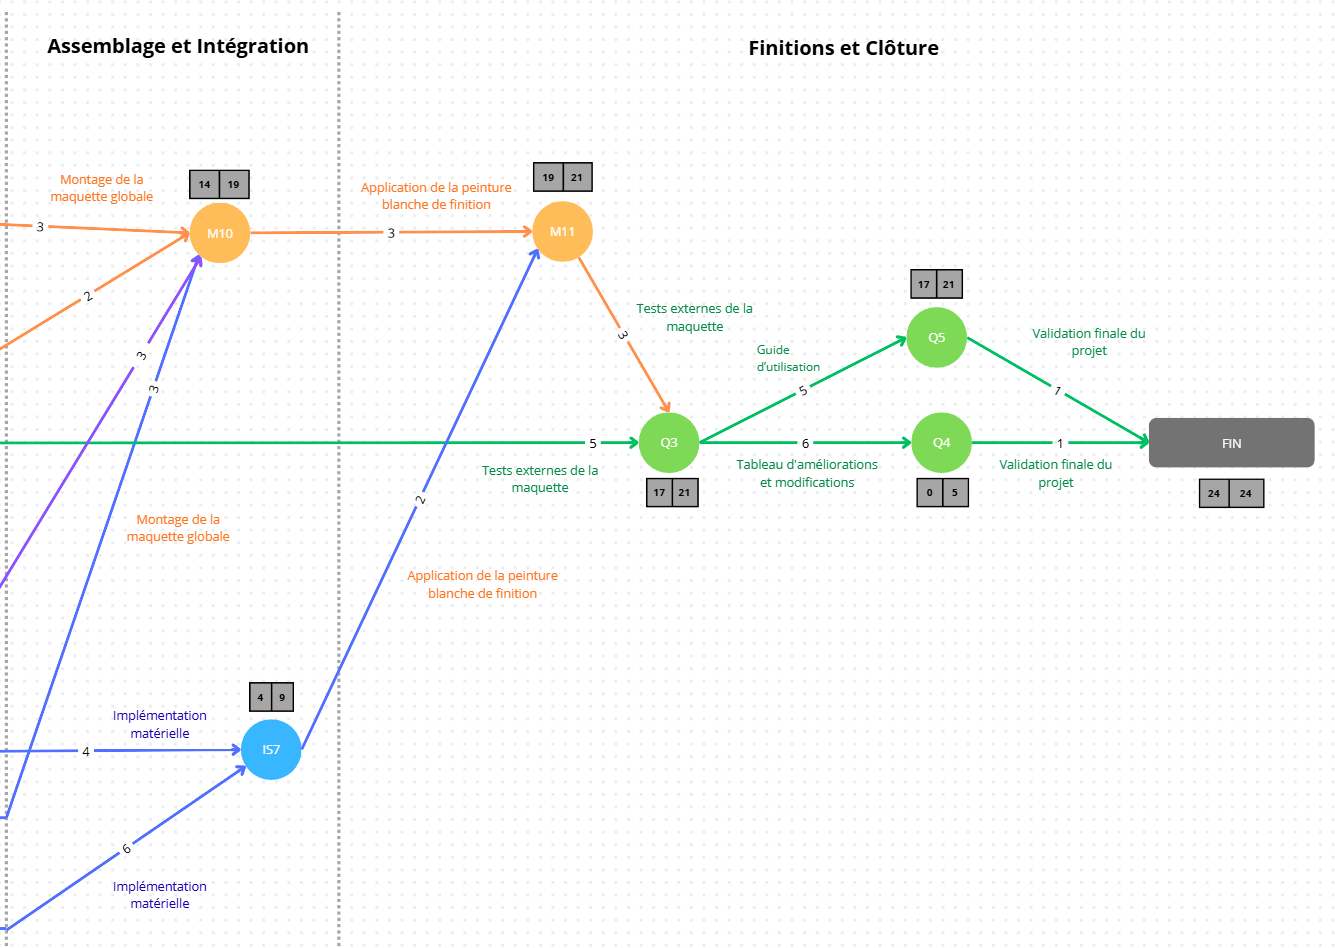 Assemblage et Intégration
Finitions et Clôture
Montage de la
maquette globale
14 19
M10
3
2
3
3
Application de la peinture
blanche de finition
3
19 21
M11
Tests externes de la
maquette
3
17 21
Q5
Guide
d'utilisation
5
Validation finale du
projet
1
5
Q3
6
Q4
1
FIN
Tests externes de la
maquette
17 21
Tableau d'améliorations
et modifications
0 5
Validation finale du
projet
24 24
Montage de la
maquette globale
2
Application de la peinture
blanche de finition
4 9
Implémentation
matérielle
4
IS7
6
Implémentation
matérielle